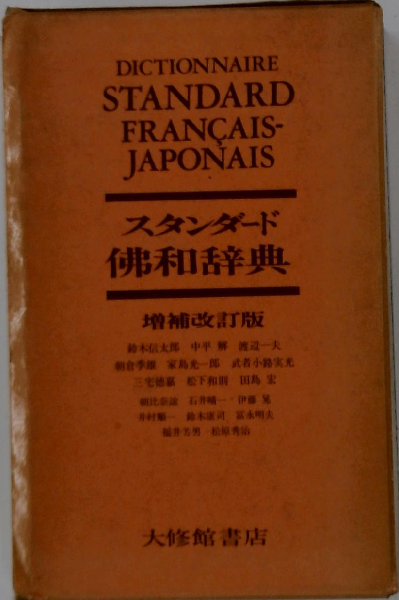 DICTIONNAIRE
STANDARD
FRANÇAIS-
JAPONAIS
スタンダード
佛和辞典
増補改訂版
鈴木信太郎 中平 解 渡辺一夫
朝倉季雄 家島光一郎 武者小路実光
三宅徳嘉 松下和則 田島 宏
朝比奈誼 石井晴一 伊藤 晃
井村順一 鈴木康司 冨永明夫
福井芳男 松原秀治
大修館書店